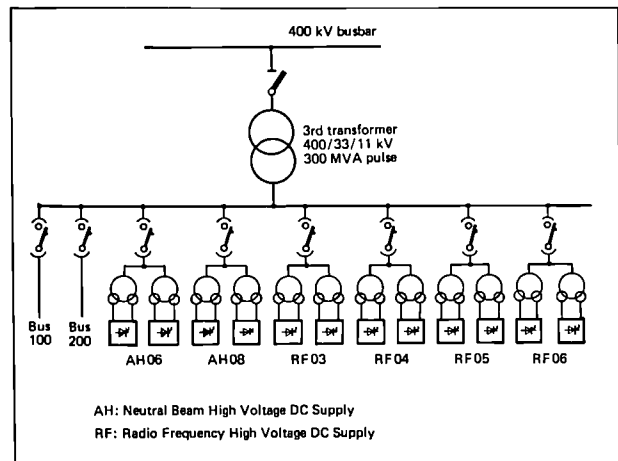 400 kV busbar
3rd transformer
400/33/11 kV
300 MVA pulse
Bus
100
Bus
200
AH06
AH08
RF03
RF04
RF05
RF06
AH: Neutral Beam High Voltage DC Supply
RF: Radio Frequency High Voltage DC Supply